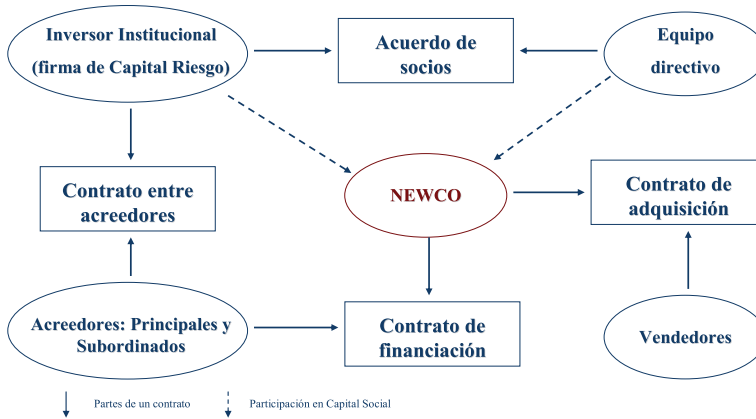 Inversor Institucional
(firma de Capital Riesgo)
Acuerdo de
socios
Equipo
directivo
Contrato entre
acreedores
NEWCO
Contrato de
adquisición
Acreedores: Principales y
Subordinados
Contrato de
financiación
Vendedores
Partes de un contrato
Participación en Capital Social